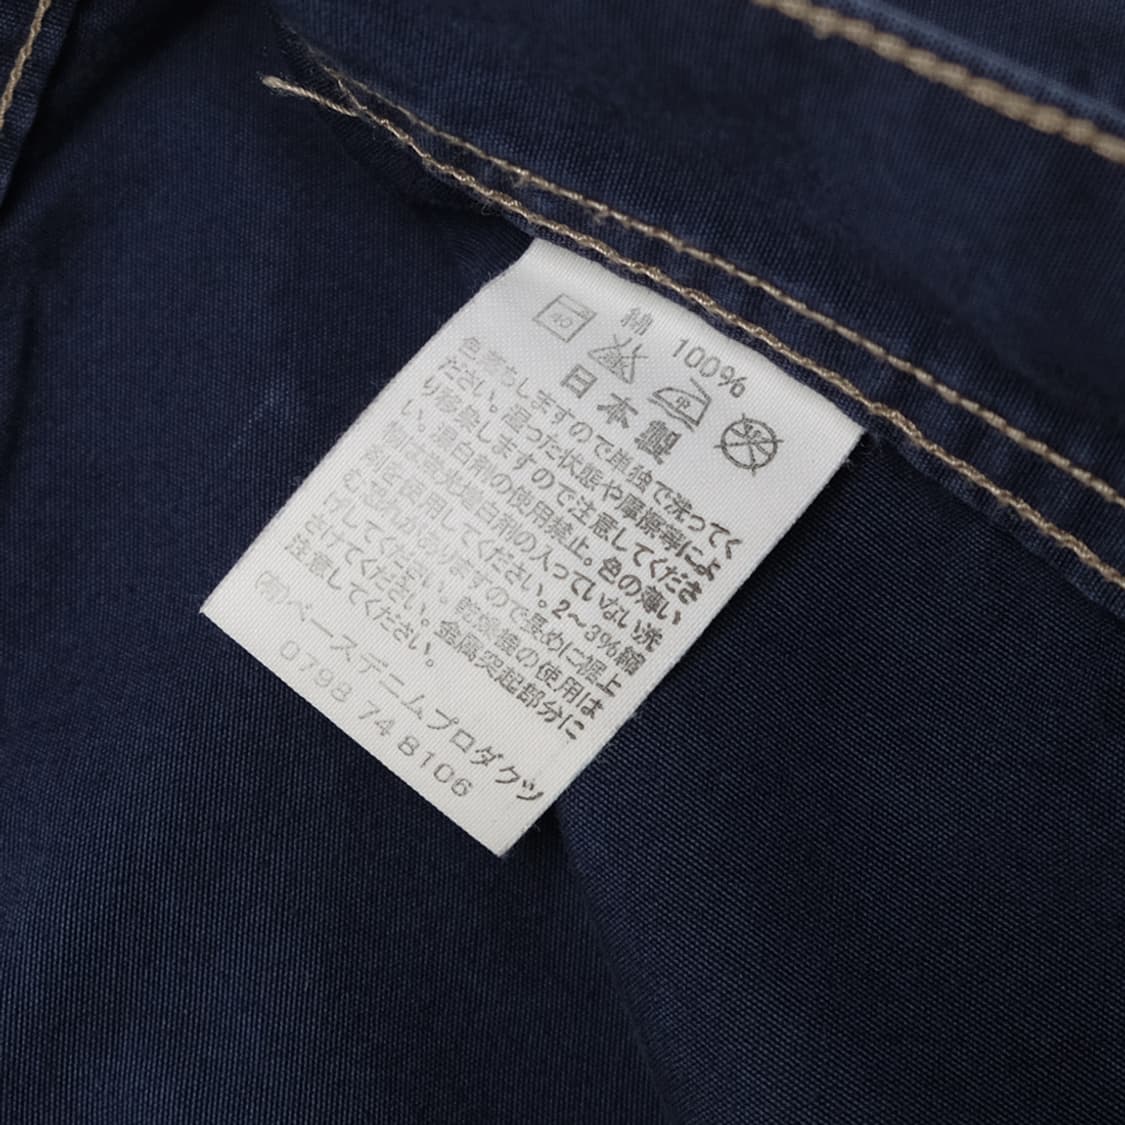 綿 100%
40
日本製
色落ちしますので単独で洗ってく
ださい。湿った状態や摩擦等によ
り移染しますので注意してくださ
い。漂白剤の使用禁止。色の薄い
物は蛍光増白剤の入っていない洗
剤を使用してください。2〜3%縮
む恐れがありますので長めに裾上
げしてください。乾燥機の使用は
さけてください。金属突起部分に
注意してください。
(有)ベースデニムプロダクツ
0798 74 8106